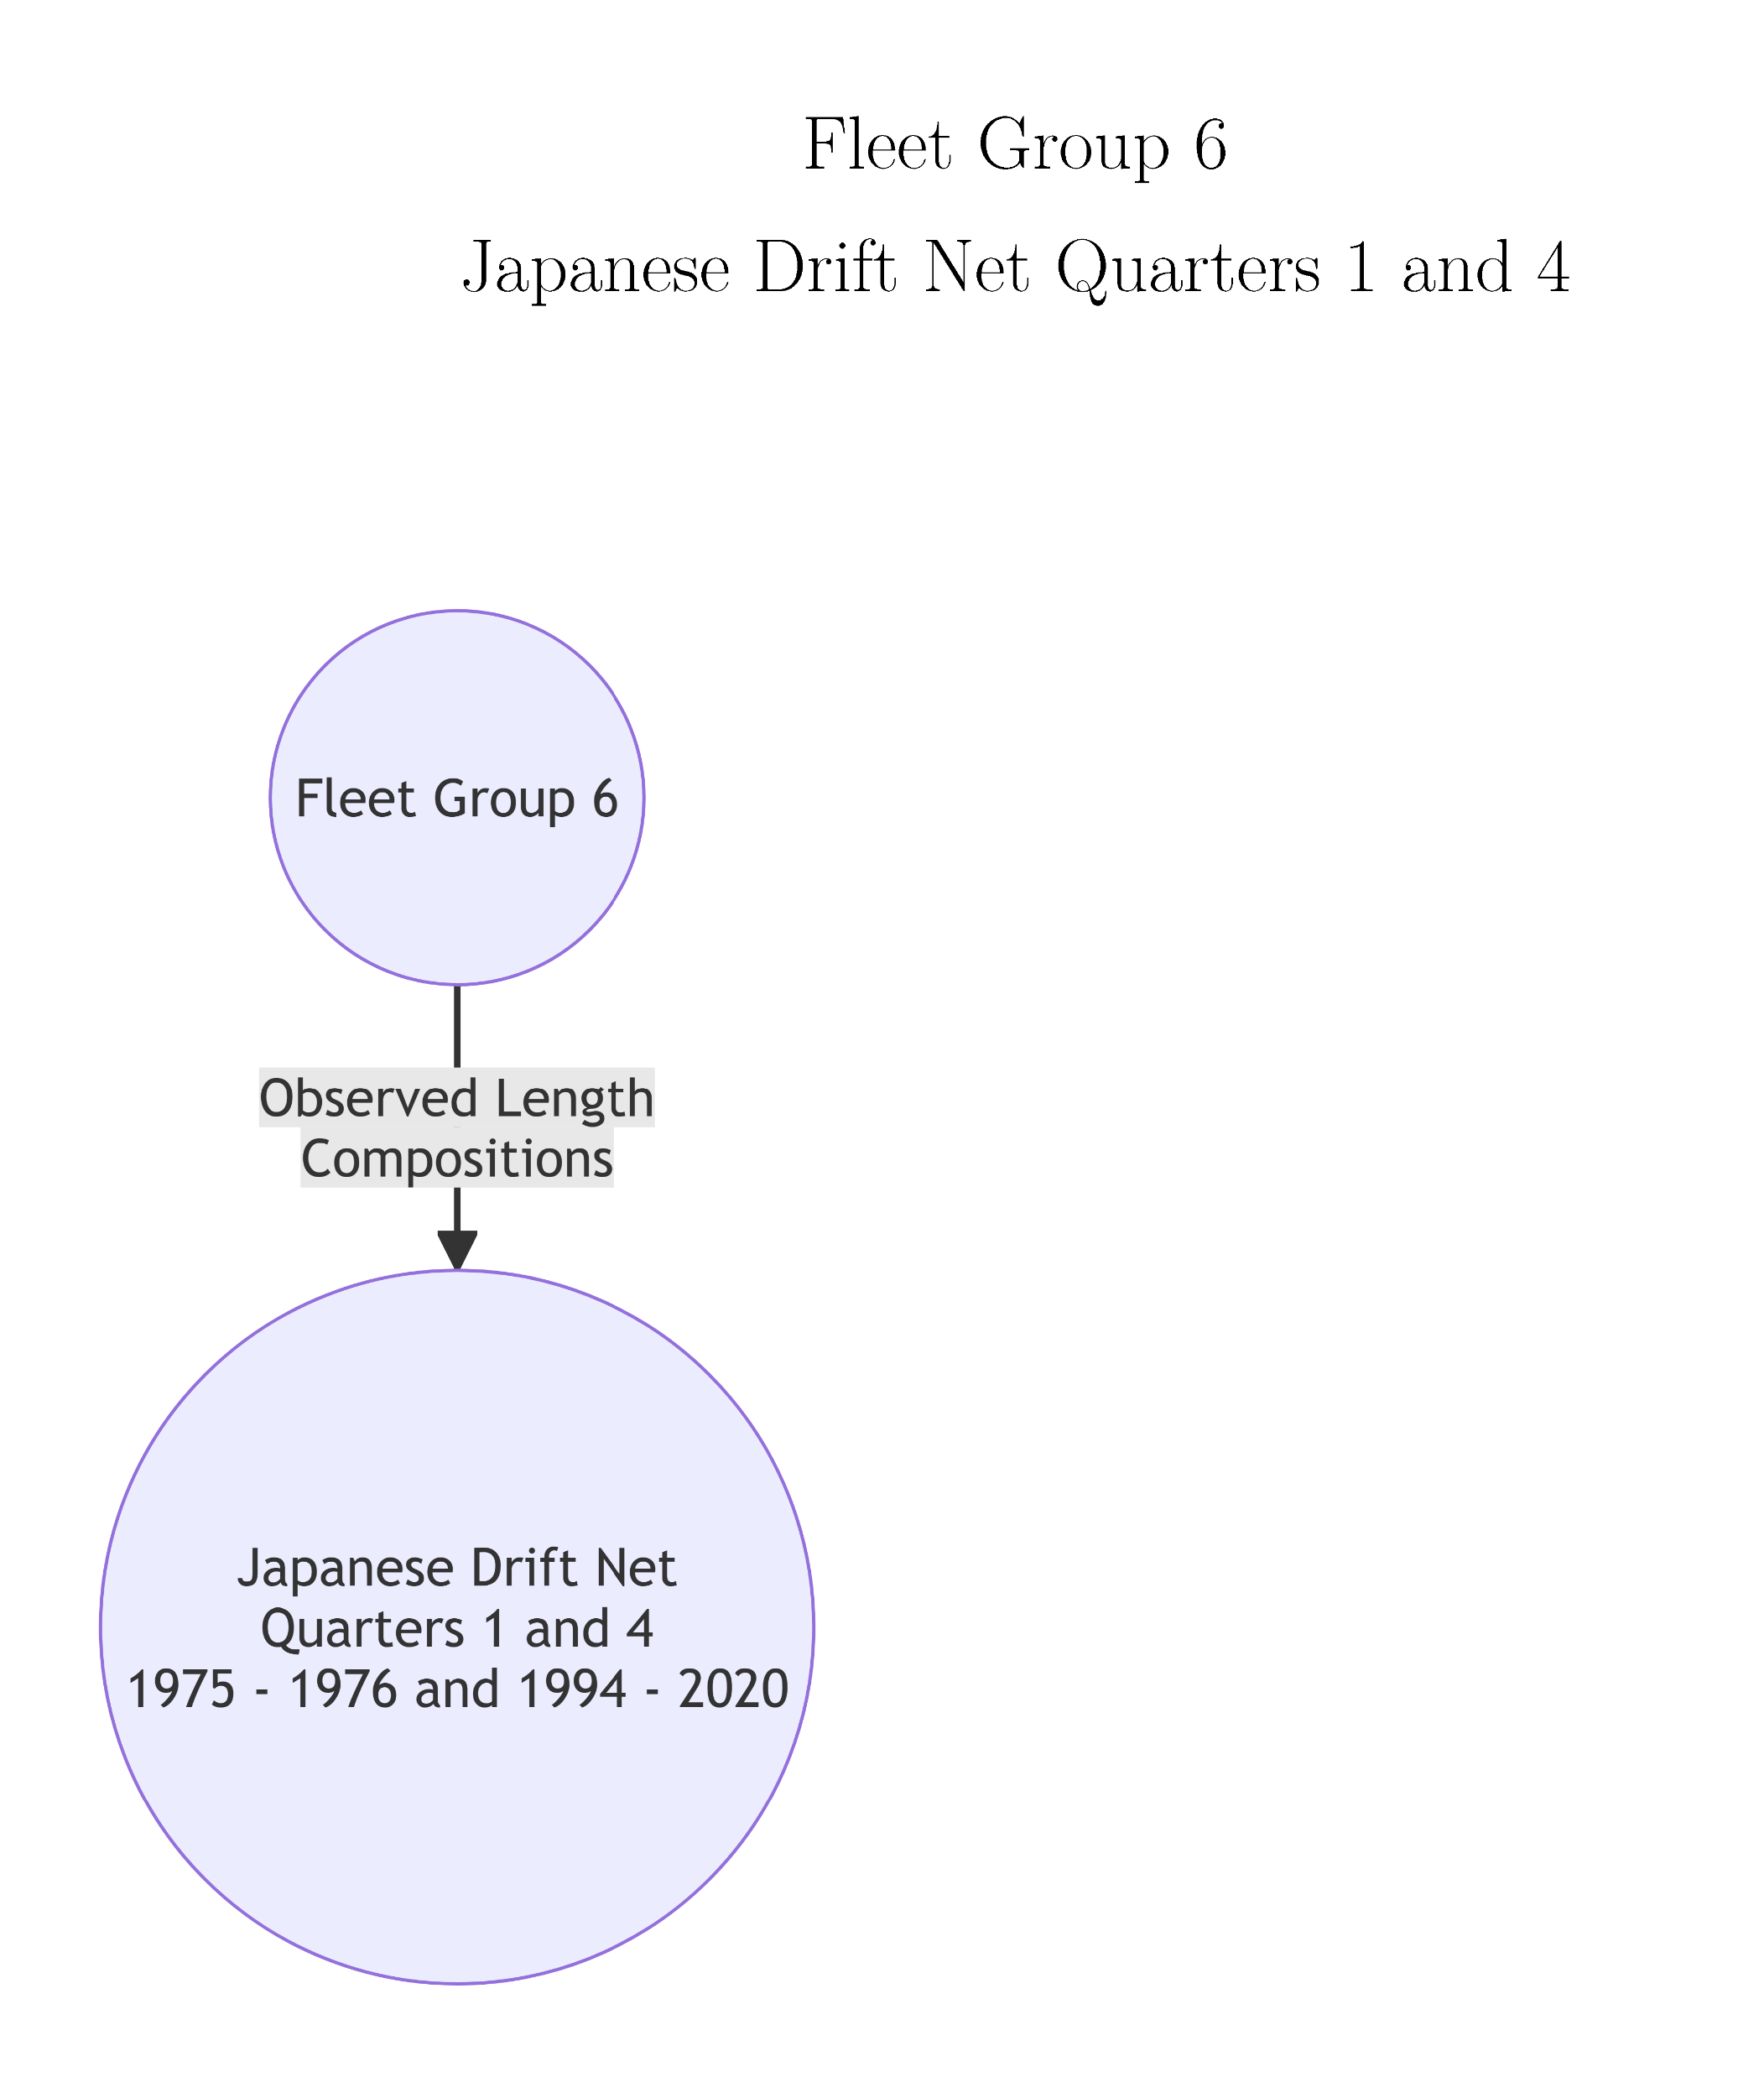 Fleet Group 6
Japanese Drift Net Quarters 1 and 4
Fleet Group 6
Observed Length
Compositions
Japanese Drift Net
Quarters 1 and 4
1975 - 1976 and 1994 - 2020